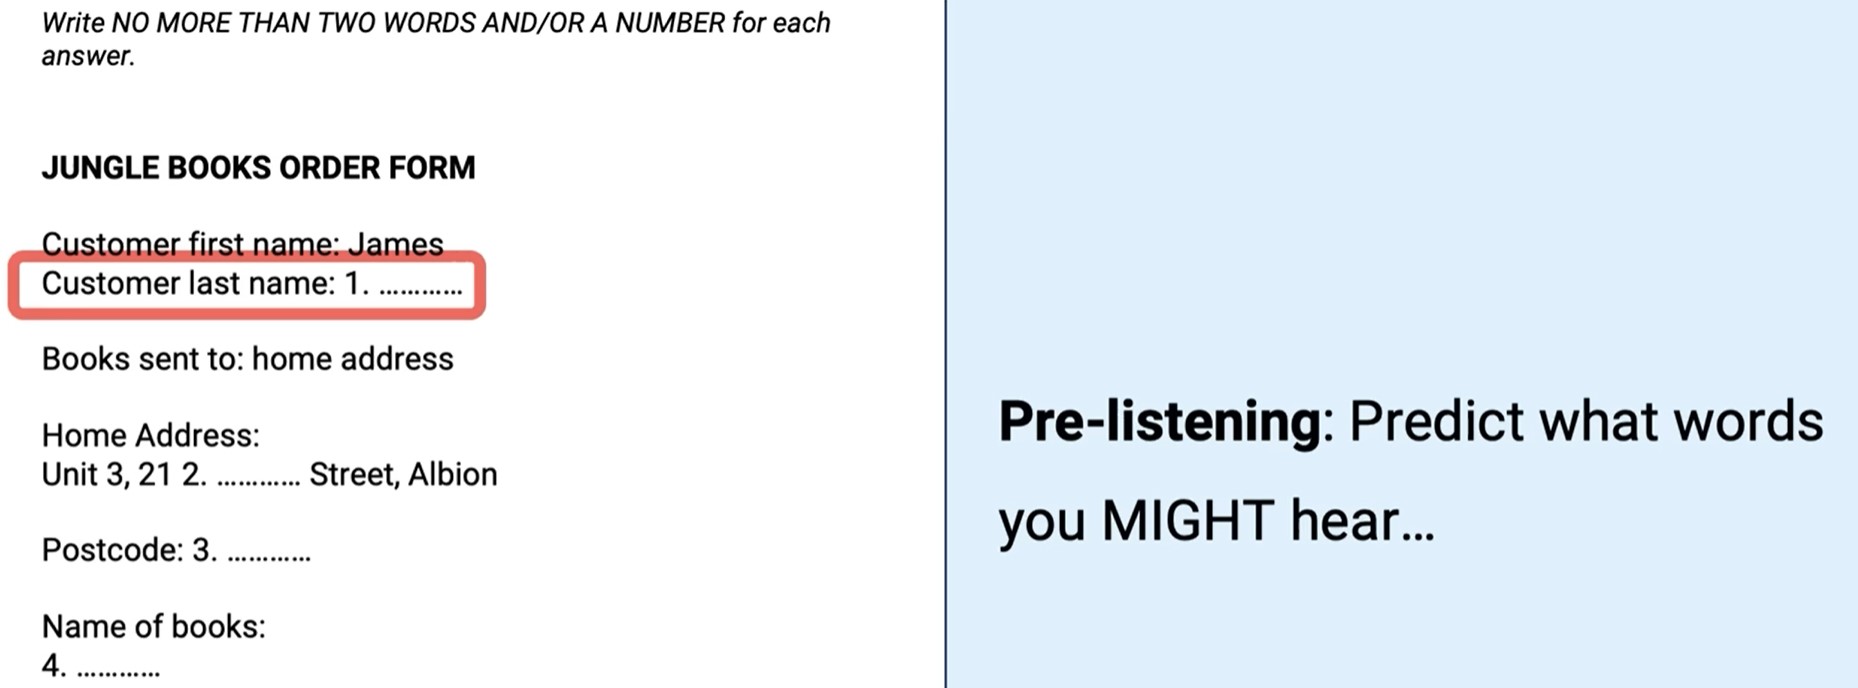 Write NO MORE THAN TWO WORDS AND/OR A NUMBER for each
answer.
JUNGLE BOOKS ORDER FORM
Customer first name: James
Customer last name: 1. ............
Books sent to: home address
Home Address:
Unit 3, 21 2. ............ Street, Albion
Postcode: 3. ............
Name of books:
4. ............
Pre-listening: Predict what words
you MIGHT hear...